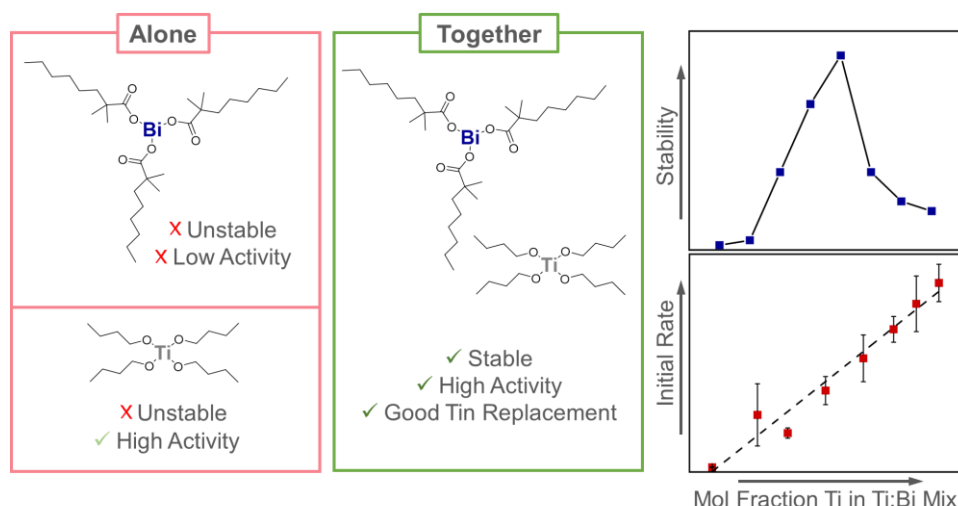 Alone
O
O
O
O
Bi
O
O
X Unstable
X Low Activity
O
O
Ti
O
O
X Unstable
✓ High Activity
Together
O
O
O
O
Bi
O
O
O
O
Ti
O
O
✓ Stable
✓ High Activity
✓ Good Tin Replacement
Stability
Initial Rate
Mol Fraction Ti in Ti:Bi Mix